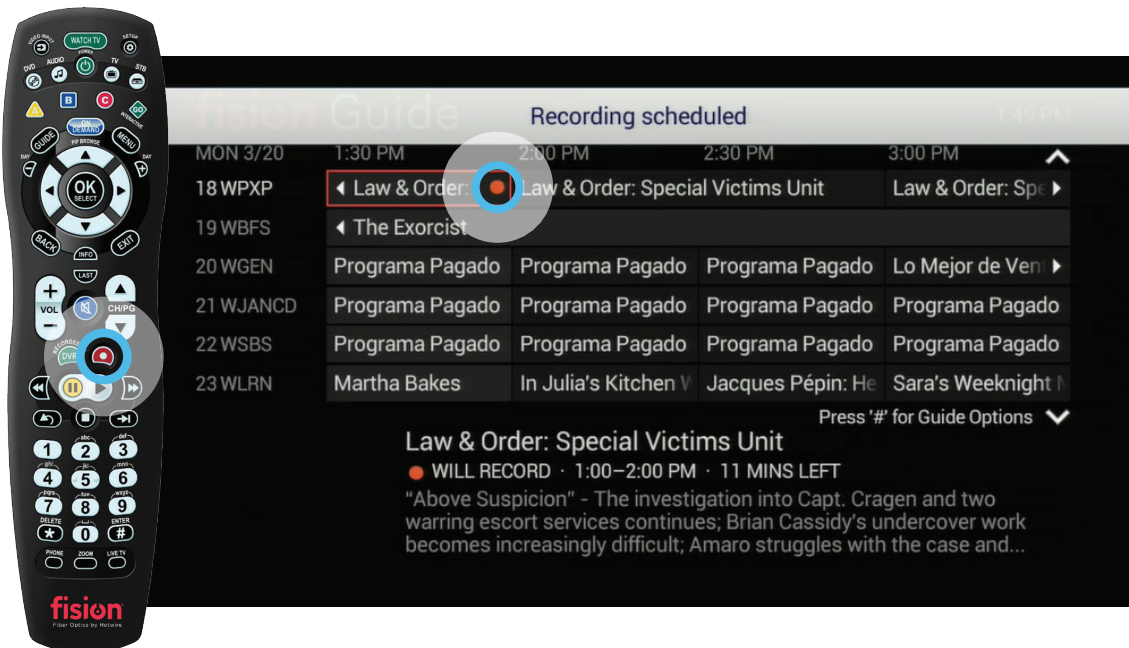 VIDEO INPUT
WATCH TV
SETUP
POWER
DVD
AUDIO
TV
STB
A
B
C
GO
INTERACTIVE
ON
DEMAND
GUIDE
PIP BROWSE
MENU
DAY
DAY
OK
SELECT
BACK
INFO
EXIT
LAST
VOL
CH/PG
RECORDED
DVR
1
abc
2
def
3
ghi
4
jkl
5
mno
6
pqrs
7
tuv
8
wxyz
9
DELETE
*
0
ENTER
#
PHONE
ZOOM
LIVE TV
fision
Fiber Optics by Hotwire
fision Guide
Recording scheduled
1:49 PM
MON 3/20 1:30 PM 2:00 PM 2:30 PM 3:00 PM
18 WPXP Law & Order: Law & Order: Special Victims Unit Law & Order: Spe
19 WBFS The Exorcist
20 WGEN Programa Pagado Programa Pagado Programa Pagado Lo Mejor de Vent
21 WJANCD Programa Pagado Programa Pagado Programa Pagado Programa Pagado
22 WSBS Programa Pagado Programa Pagado Programa Pagado Programa Pagado
23 WLRN Martha Bakes In Julia's Kitchen W Jacques Pépin: He Sara's Weeknight M
Press '#' for Guide Options
Law & Order: Special Victims Unit
WILL RECORD · 1:00–2:00 PM · 11 MINS LEFT
“Above Suspicion” - The investigation into Capt. Cragen and two
warring escort services continues; Brian Cassidy's undercover work
becomes increasingly difficult; Amaro struggles with the case and...